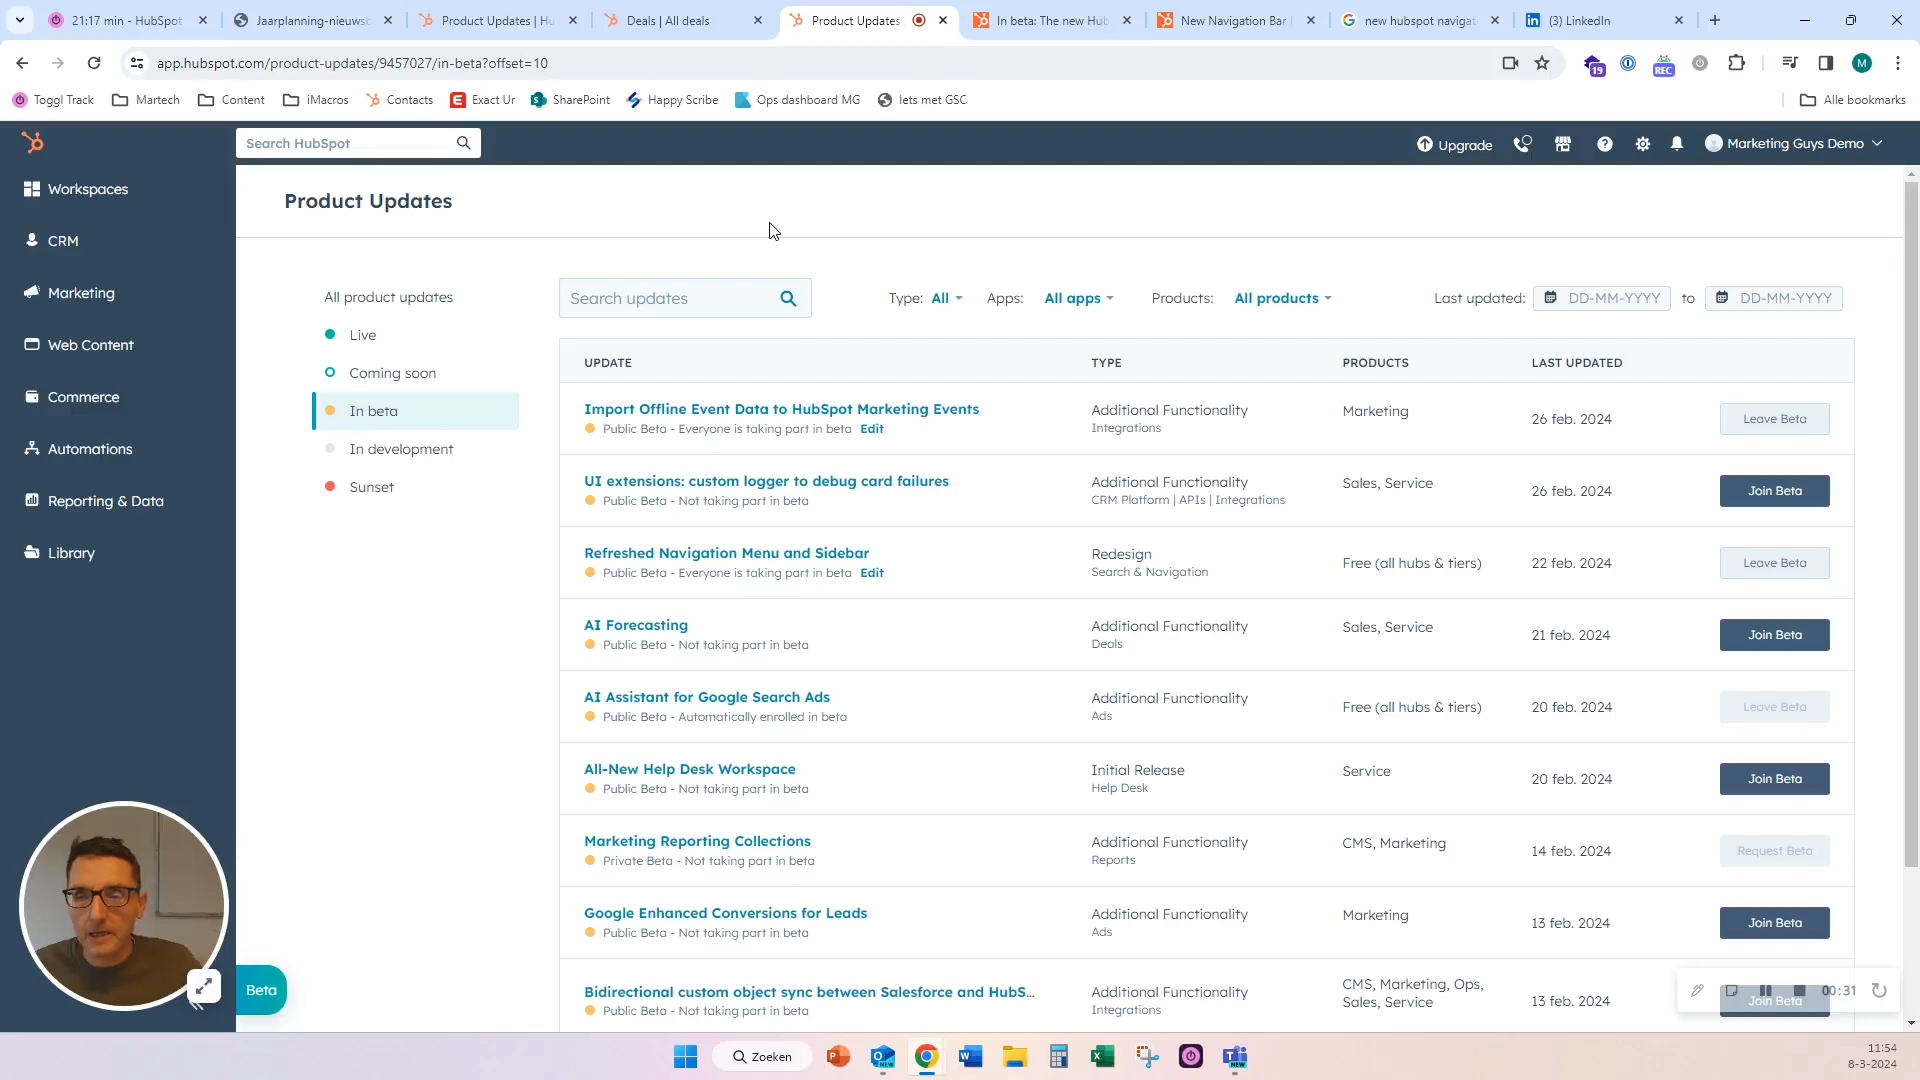 21:17 min - HubSpot
Jaarplanning-nieuwsb
Product Updates | Hu
Deals | All deals
Product Updates
In beta: The new Hub
New Navigation Bar
new hubspot navigat
(3) LinkedIn
app.hubspot.com/product-updates/9457027/in-beta?offset=10
19
REC
M
Toggl Track
Martech
Content
iMacros
Contacts
Exact Ur
SharePoint
Happy Scribe
Ops dashboard MG
lets met GSC
Alle bookmarks
Search HubSpot
Upgrade
Marketing Guys Demo
Workspaces
CRM
Marketing
Web Content
Commerce
Automations
Reporting & Data
Library
Beta
Product Updates
All product updates
Live
Coming soon
In beta
In development
Sunset
Search updates
Type: All
Apps: All apps
Products: All products
Last updated: DD-MM-YYYY to DD-MM-YYYY
UPDATE TYPE PRODUCTS LAST UPDATED
Import Offline Event Data to HubSpot Marketing Events
Public Beta - Everyone is taking part in beta Edit
Additional Functionality
Integrations
Marketing
26 feb. 2024
Leave Beta
UI extensions: custom logger to debug card failures
Public Beta - Not taking part in beta
Additional Functionality
CRM Platform | APIs | Integrations
Sales, Service
26 feb. 2024
Join Beta
Refreshed Navigation Menu and Sidebar
Public Beta - Everyone is taking part in beta Edit
Redesign
Search & Navigation
Free (all hubs & tiers)
22 feb. 2024
Leave Beta
AI Forecasting
Public Beta - Not taking part in beta
Additional Functionality
Deals
Sales, Service
21 feb. 2024
Join Beta
AI Assistant for Google Search Ads
Public Beta - Automatically enrolled in beta
Additional Functionality
Ads
Free (all hubs & tiers)
20 feb. 2024
Leave Beta
All-New Help Desk Workspace
Public Beta - Not taking part in beta
Initial Release
Help Desk
Service
20 feb. 2024
Join Beta
Marketing Reporting Collections
Private Beta - Not taking part in beta
Additional Functionality
Reports
CMS, Marketing
14 feb. 2024
Request Beta
Google Enhanced Conversions for Leads
Public Beta - Not taking part in beta
Additional Functionality
Ads
Marketing
13 feb. 2024
Join Beta
Bidirectional custom object sync between Salesforce and HubS...
Public Beta - Not taking part in beta
Additional Functionality
Integrations
CMS, Marketing, Ops,
Sales, Service
13 feb. 2024
Join Beta
00:31
Zoeken
11:54
8-3-2024